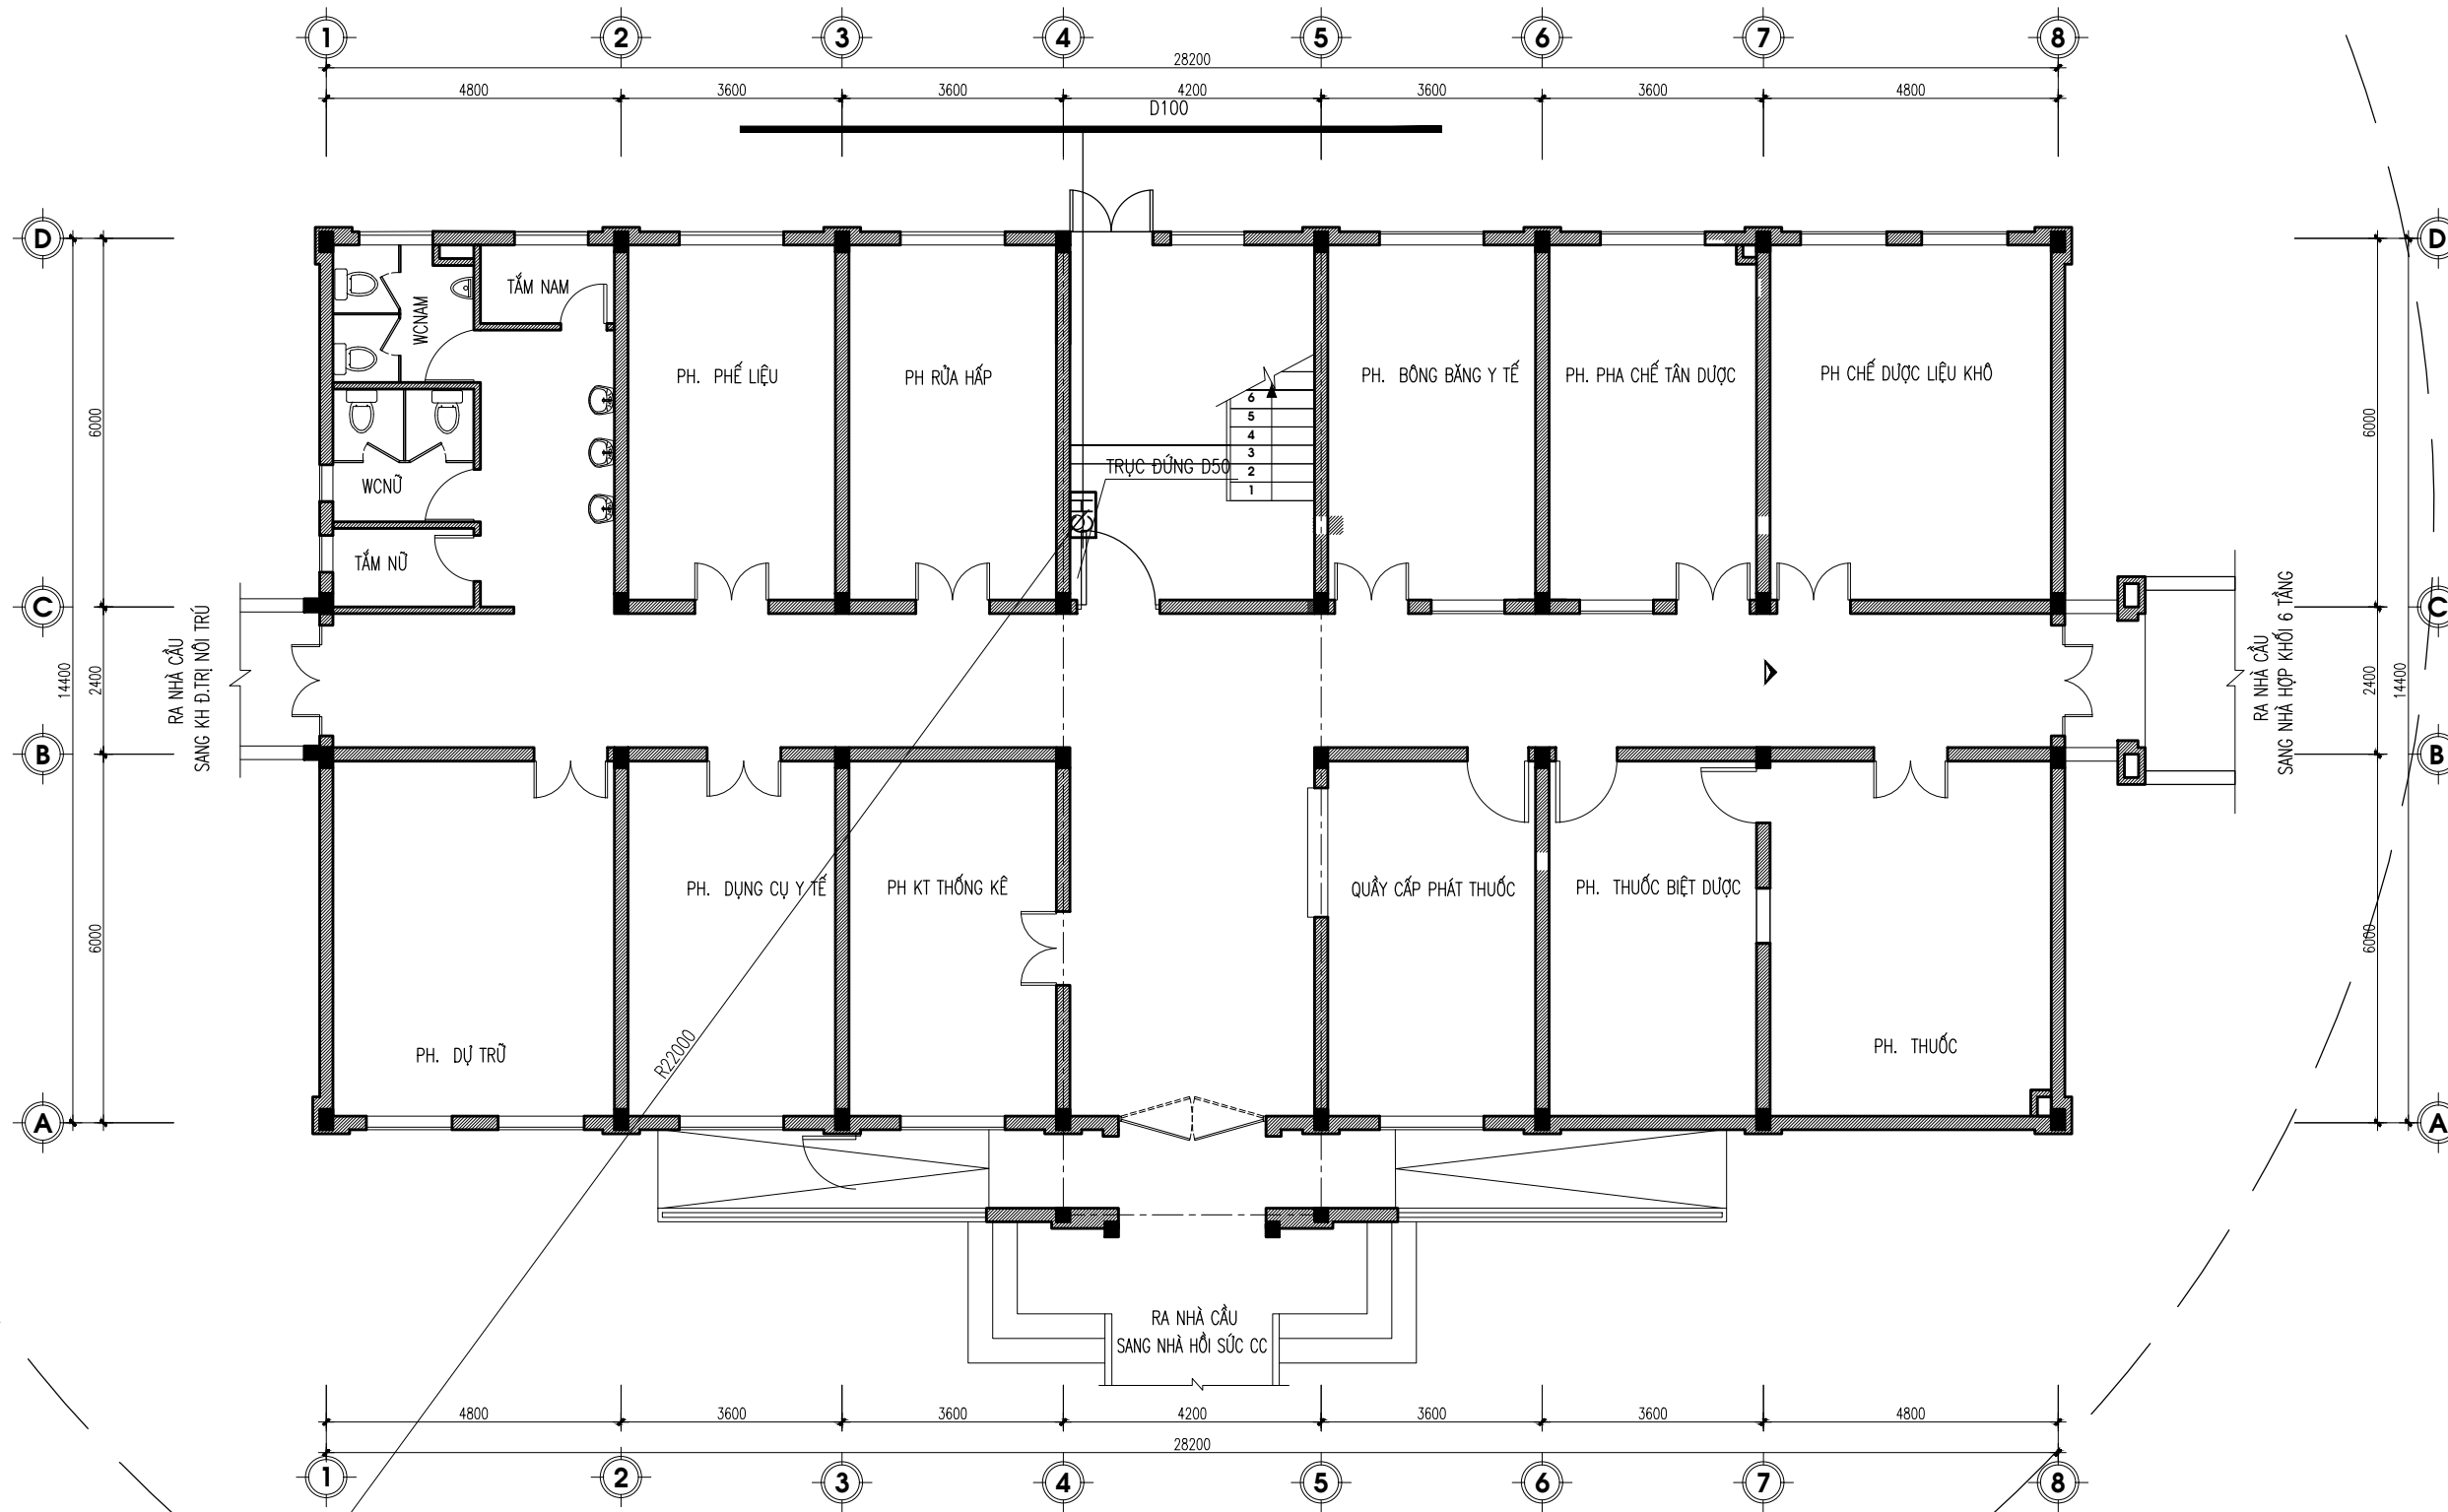 1 2 3 4 5 6 7 8
28200
4800 3600 3600 4200 3600 3600 4800
D100
D D
TẮM NAM
WCNAM
PH. PHẾ LIỆU
PH RỬA HẤP
PH. BÔNG BĂNG Y TẾ
PH. PHA CHẾ TÂN DƯỢC
PH CHẾ DƯỢC LIỆU KHÔ
6
5
4
3
2
1
6000
6000
TRỤC ĐỨNG D50
WCNỮ
TẮM NỮ
C C
RA NHÀ CẦU
SANG KH Đ.TRỊ NÔI TRÚ
14400
2400
RA NHÀ CẦU
SANG NHÀ HỢP KHỐI 6 TẦNG
2400
14400
B B
PH. DỤNG CỤ Y TẾ
PH KT THỐNG KÊ
QUẦY CẤP PHÁT THUỐC
PH. THUỐC BIỆT DƯỢC
6000
6000
PH. DỰ TRỮ
R22000
PH. THUỐC
A A
RA NHÀ CẦU
SANG NHÀ HỒI SỨC CC
4800 3600 3600 4200 3600 3600 4800
28200
1 2 3 4 5 6 7 8